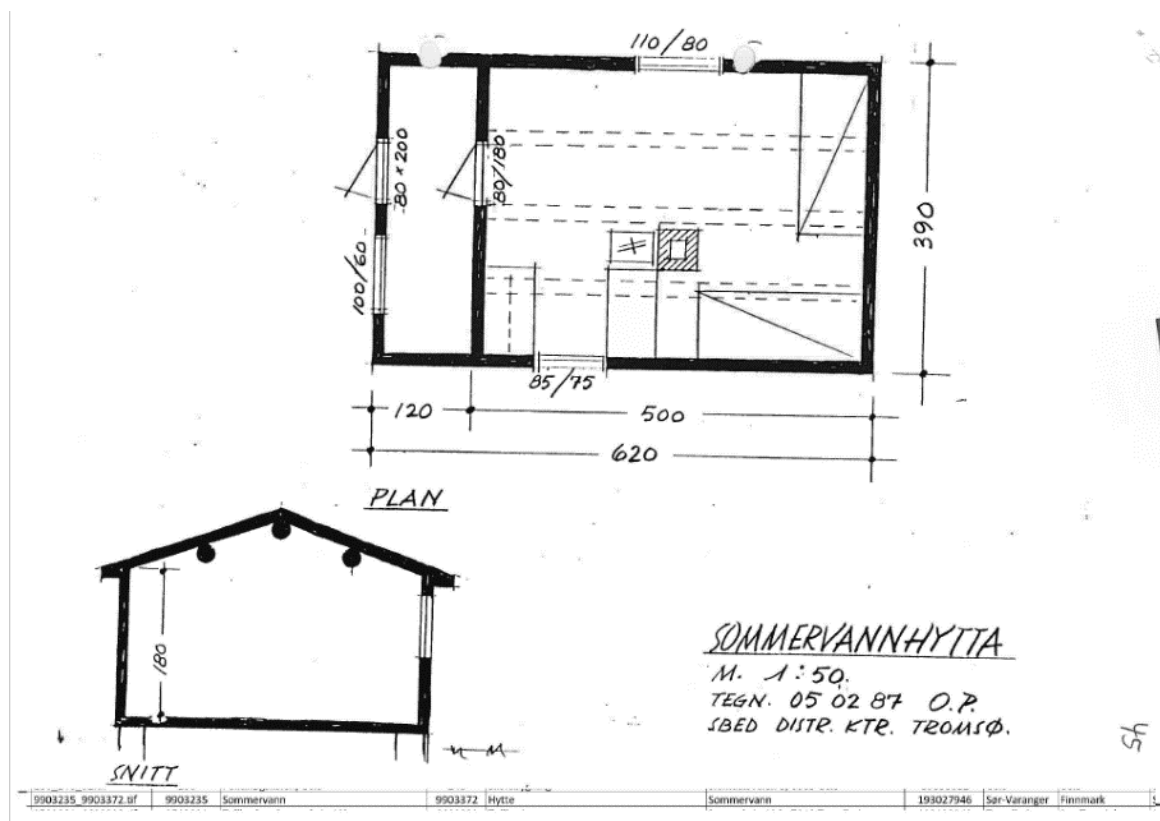 110/80
80×200
80/180
100/60
390
85/75
120
500
620
PLAN
180
SNITT
SOMMERVANNHYTTA
M. 1:50.
TEGN. 05 02 87 O.P.
SBED DISTR. KTR. TROMSØ.
45
9903235_9903372.tif 9903235 Sommervann 9903372 Hytte 193027946 Sør-Varanger Finnmark